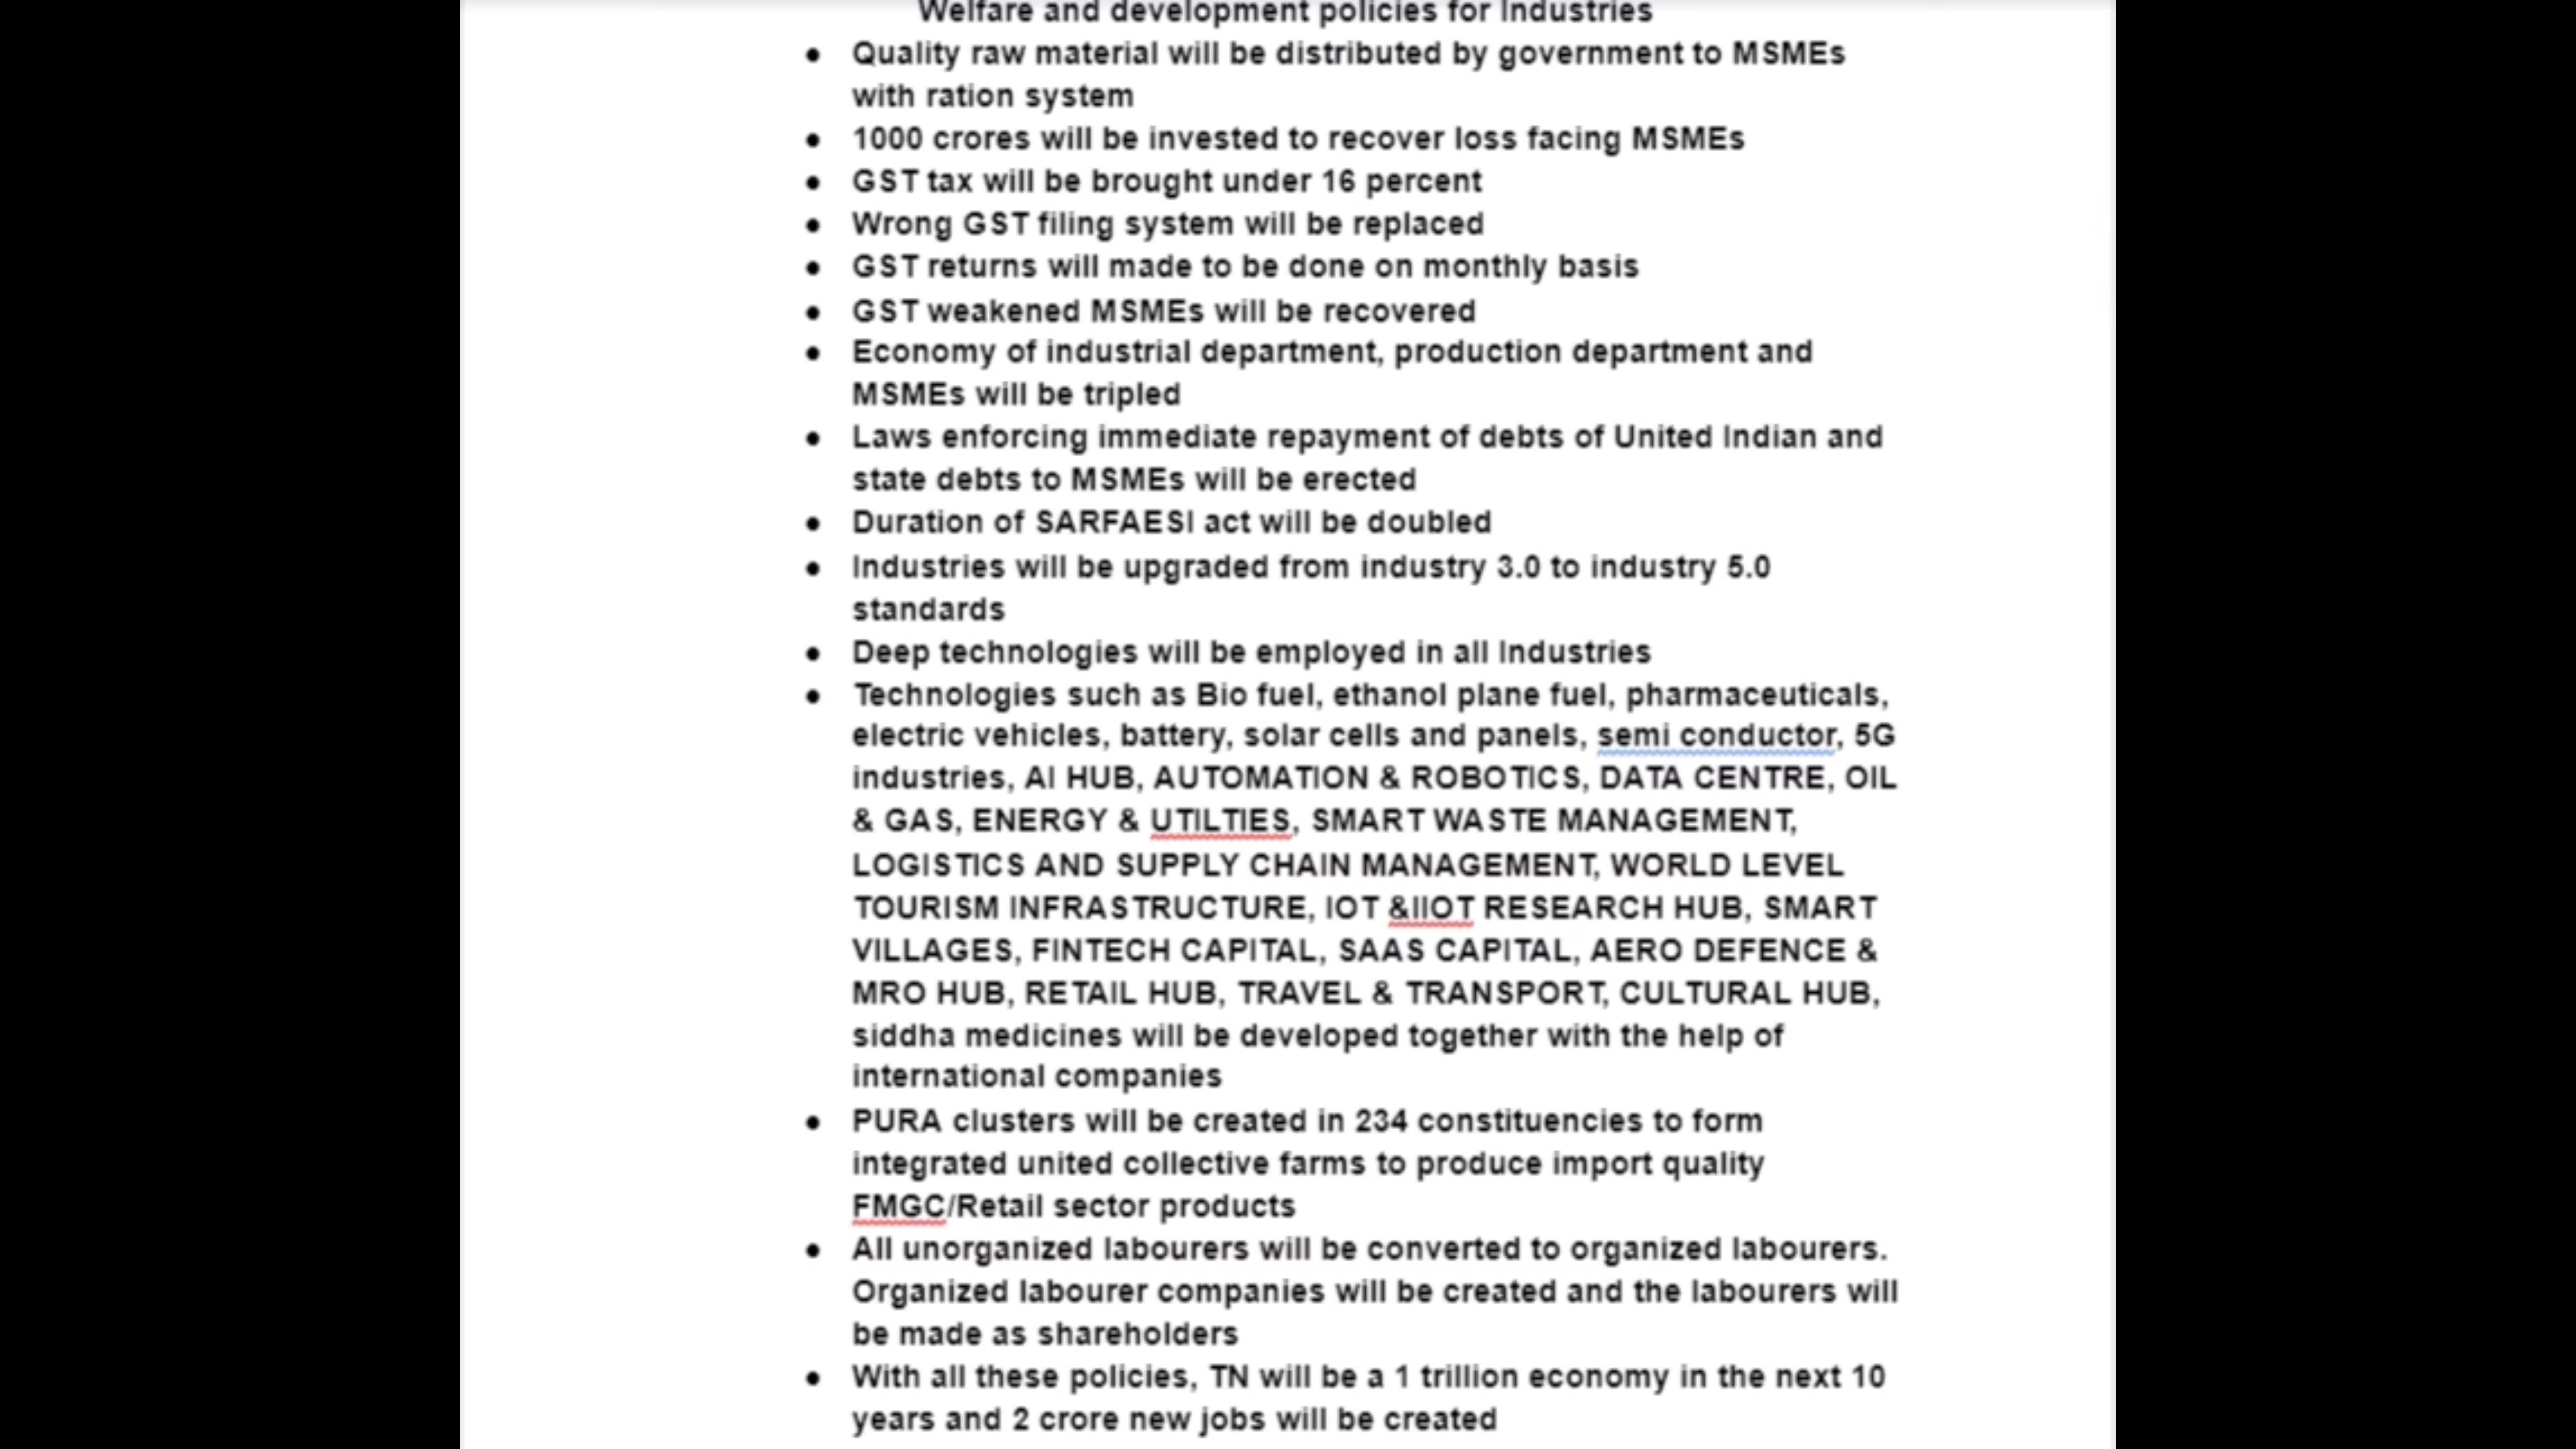 Welfare and development policies for Industries
● Quality raw material will be distributed by government to MSMEs
with ration system
● 1000 crores will be invested to recover loss facing MSMEs
● GST tax will be brought under 16 percent
● Wrong GST filing system will be replaced
● GST returns will made to be done on monthly basis
● GST weakened MSMEs will be recovered
● Economy of industrial department, production department and
MSMEs will be tripled
● Laws enforcing immediate repayment of debts of United Indian and
state debts to MSMEs will be erected
● Duration of SARFAESI act will be doubled
● Industries will be upgraded from industry 3.0 to industry 5.0
standards
● Deep technologies will be employed in all Industries
● Technologies such as Bio fuel, ethanol plane fuel, pharmaceuticals,
electric vehicles, battery, solar cells and panels, semi conductor, 5G
industries, AI HUB, AUTOMATION & ROBOTICS, DATA CENTRE, OIL
& GAS, ENERGY & UTILTIES, SMART WASTE MANAGEMENT,
LOGISTICS AND SUPPLY CHAIN MANAGEMENT, WORLD LEVEL
TOURISM INFRASTRUCTURE, IOT &IIOT RESEARCH HUB, SMART
VILLAGES, FINTECH CAPITAL, SAAS CAPITAL, AERO DEFENCE &
MRO HUB, RETAIL HUB, TRAVEL & TRANSPORT, CULTURAL HUB,
siddha medicines will be developed together with the help of
international companies
● PURA clusters will be created in 234 constituencies to form
integrated united collective farms to produce import quality
FMGC/Retail sector products
● All unorganized labourers will be converted to organized labourers.
Organized labourer companies will be created and the labourers will
be made as shareholders
● With all these policies, TN will be a 1 trillion economy in the next 10
years and 2 crore new jobs will be created